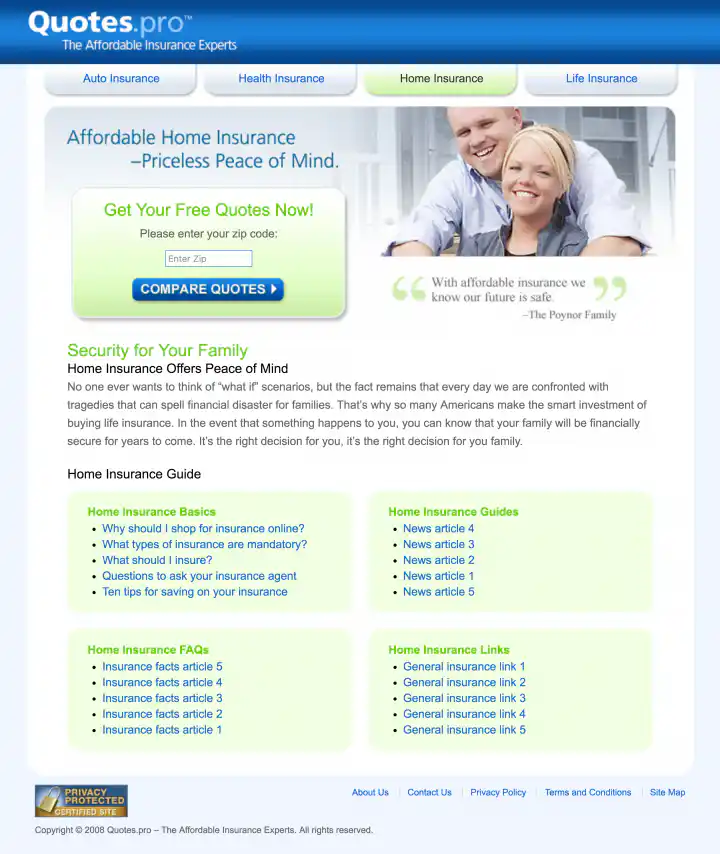 Quotes.pro™
The Affordable Insurance Experts
Auto Insurance
Health Insurance
Home Insurance
Life Insurance
Affordable Home Insurance
–Priceless Peace of Mind.
Get Your Free Quotes Now!
Please enter your zip code:
Enter Zip
COMPARE QUOTES
“With affordable insurance we
know our future is safe.”
–The Poynor Family
Security for Your Family
Home Insurance Offers Peace of Mind
No one ever wants to think of “what if” scenarios, but the fact remains that every day we are confronted with
tragedies that can spell financial disaster for families. That’s why so many Americans make the smart investment of
buying life insurance. In the event that something happens to you, you can know that your family will be financially
secure for years to come. It’s the right decision for you, it’s the right decision for you family.
Home Insurance Guide
Home Insurance Basics
• Why should I shop for insurance online?
• What types of insurance are mandatory?
• What should I insure?
• Questions to ask your insurance agent
• Ten tips for saving on your insurance
Home Insurance Guides
• News article 4
• News article 3
• News article 2
• News article 1
• News article 5
Home Insurance FAQs
• Insurance facts article 5
• Insurance facts article 4
• Insurance facts article 3
• Insurance facts article 2
• Insurance facts article 1
Home Insurance Links
• General insurance link 1
• General insurance link 2
• General insurance link 3
• General insurance link 4
• General insurance link 5
PRIVACY
PROTECTED
CERTIFIED SITE
About Us
Contact Us
Privacy Policy
Terms and Conditions
Site Map
Copyright © 2008 Quotes.pro – The Affordable Insurance Experts. All rights reserved.